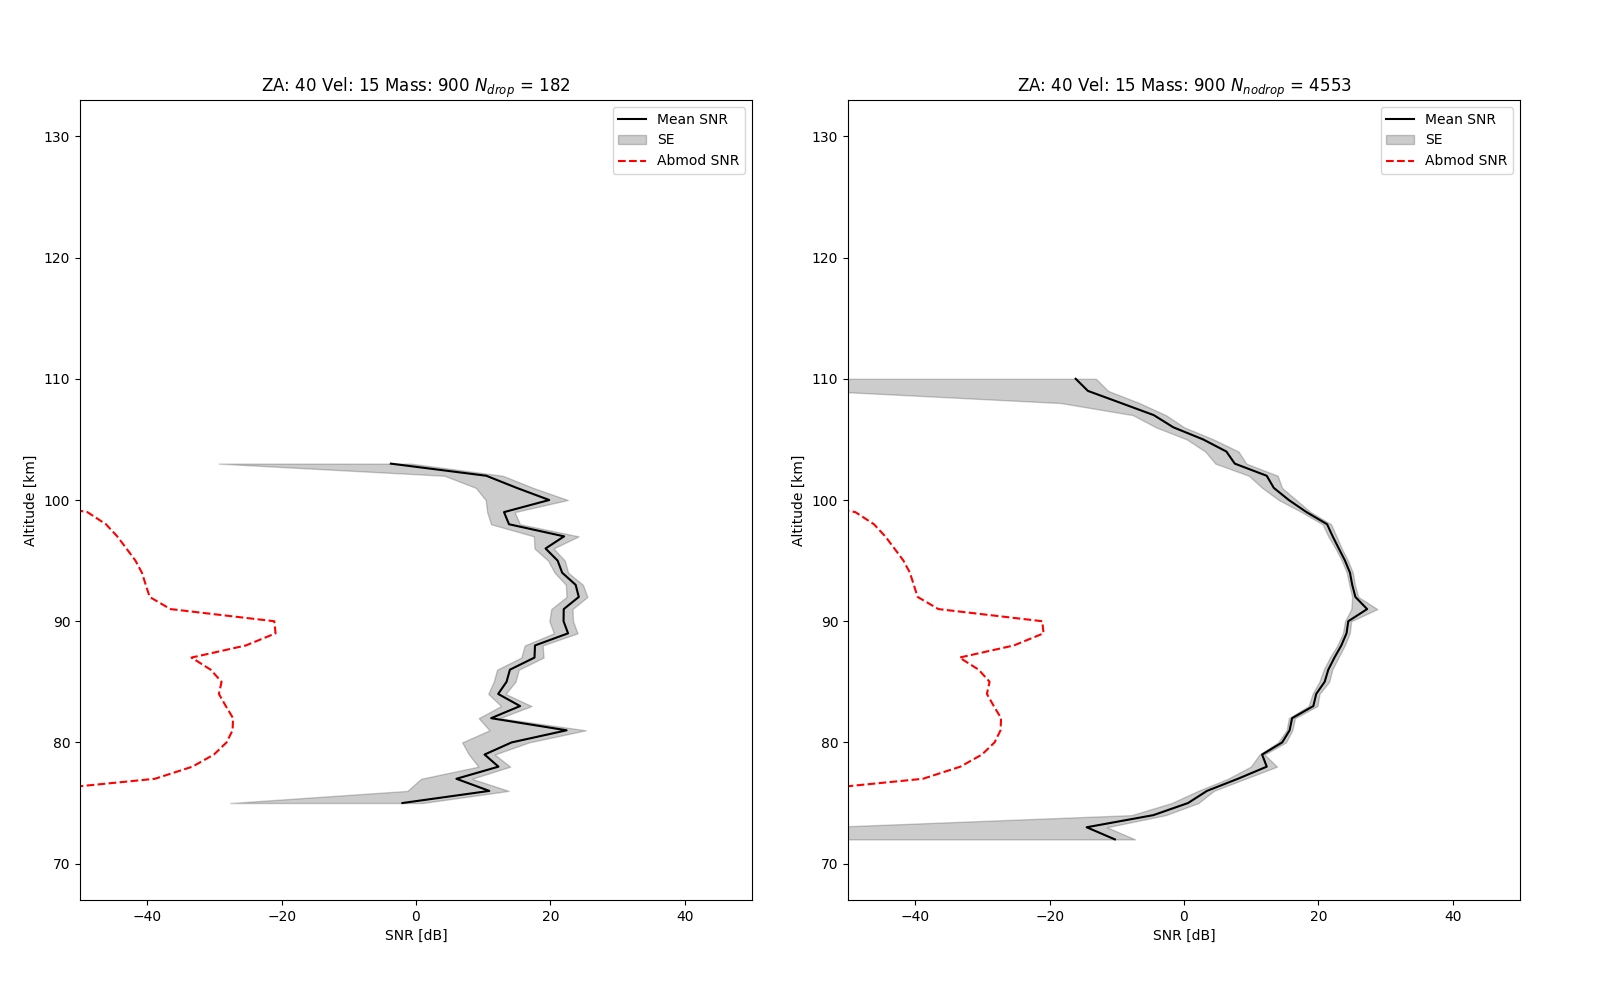 ZA: 40 Vel: 15 Mass: 900 N_drop = 182
Mean SNR
SE
Abmod SNR
130
120
110
100
90
80
70
Altitude [km]
−40
−20
0
20
40
SNR [dB]
ZA: 40 Vel: 15 Mass: 900 N_nodrop = 4553
Mean SNR
SE
Abmod SNR
130
120
110
100
90
80
70
Altitude [km]
−40
−20
0
20
40
SNR [dB]